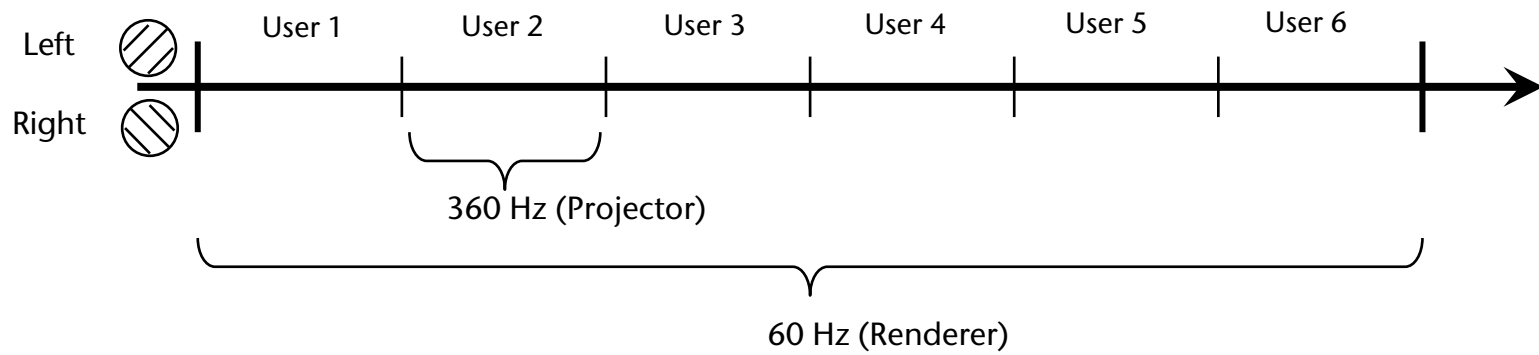 Left
Right
User 1
User 2
User 3
User 4
User 5
User 6
360 Hz (Projector)
60 Hz (Renderer)